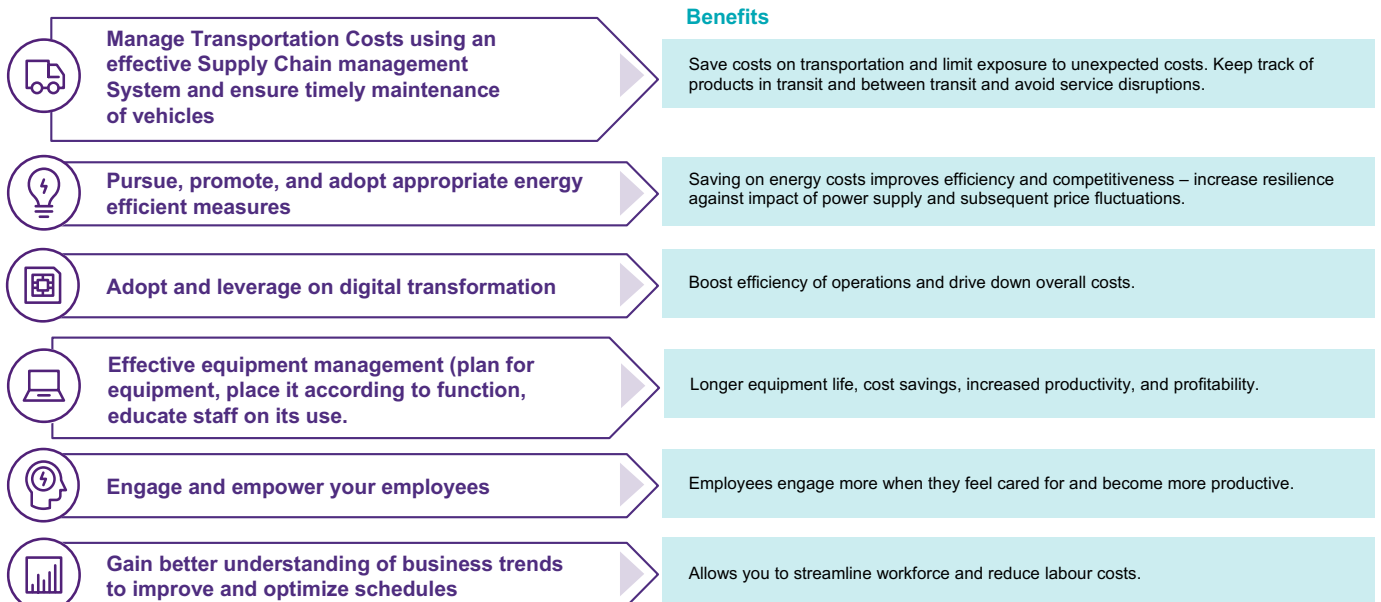 Benefits
Manage Transportation Costs using an
effective Supply Chain management
System and ensure timely maintenance
of vehicles
Save costs on transportation and limit exposure to unexpected costs. Keep track of
products in transit and between transit and avoid service disruptions.
Pursue, promote, and adopt appropriate energy
efficient measures
Saving on energy costs improves efficiency and competitiveness – increase resilience
against impact of power supply and subsequent price fluctuations.
Adopt and leverage on digital transformation
Boost efficiency of operations and drive down overall costs.
Effective equipment management (plan for
equipment, place it according to function,
educate staff on its use.
Longer equipment life, cost savings, increased productivity, and profitability.
Engage and empower your employees
Employees engage more when they feel cared for and become more productive.
Gain better understanding of business trends
to improve and optimize schedules
Allows you to streamline workforce and reduce labour costs.